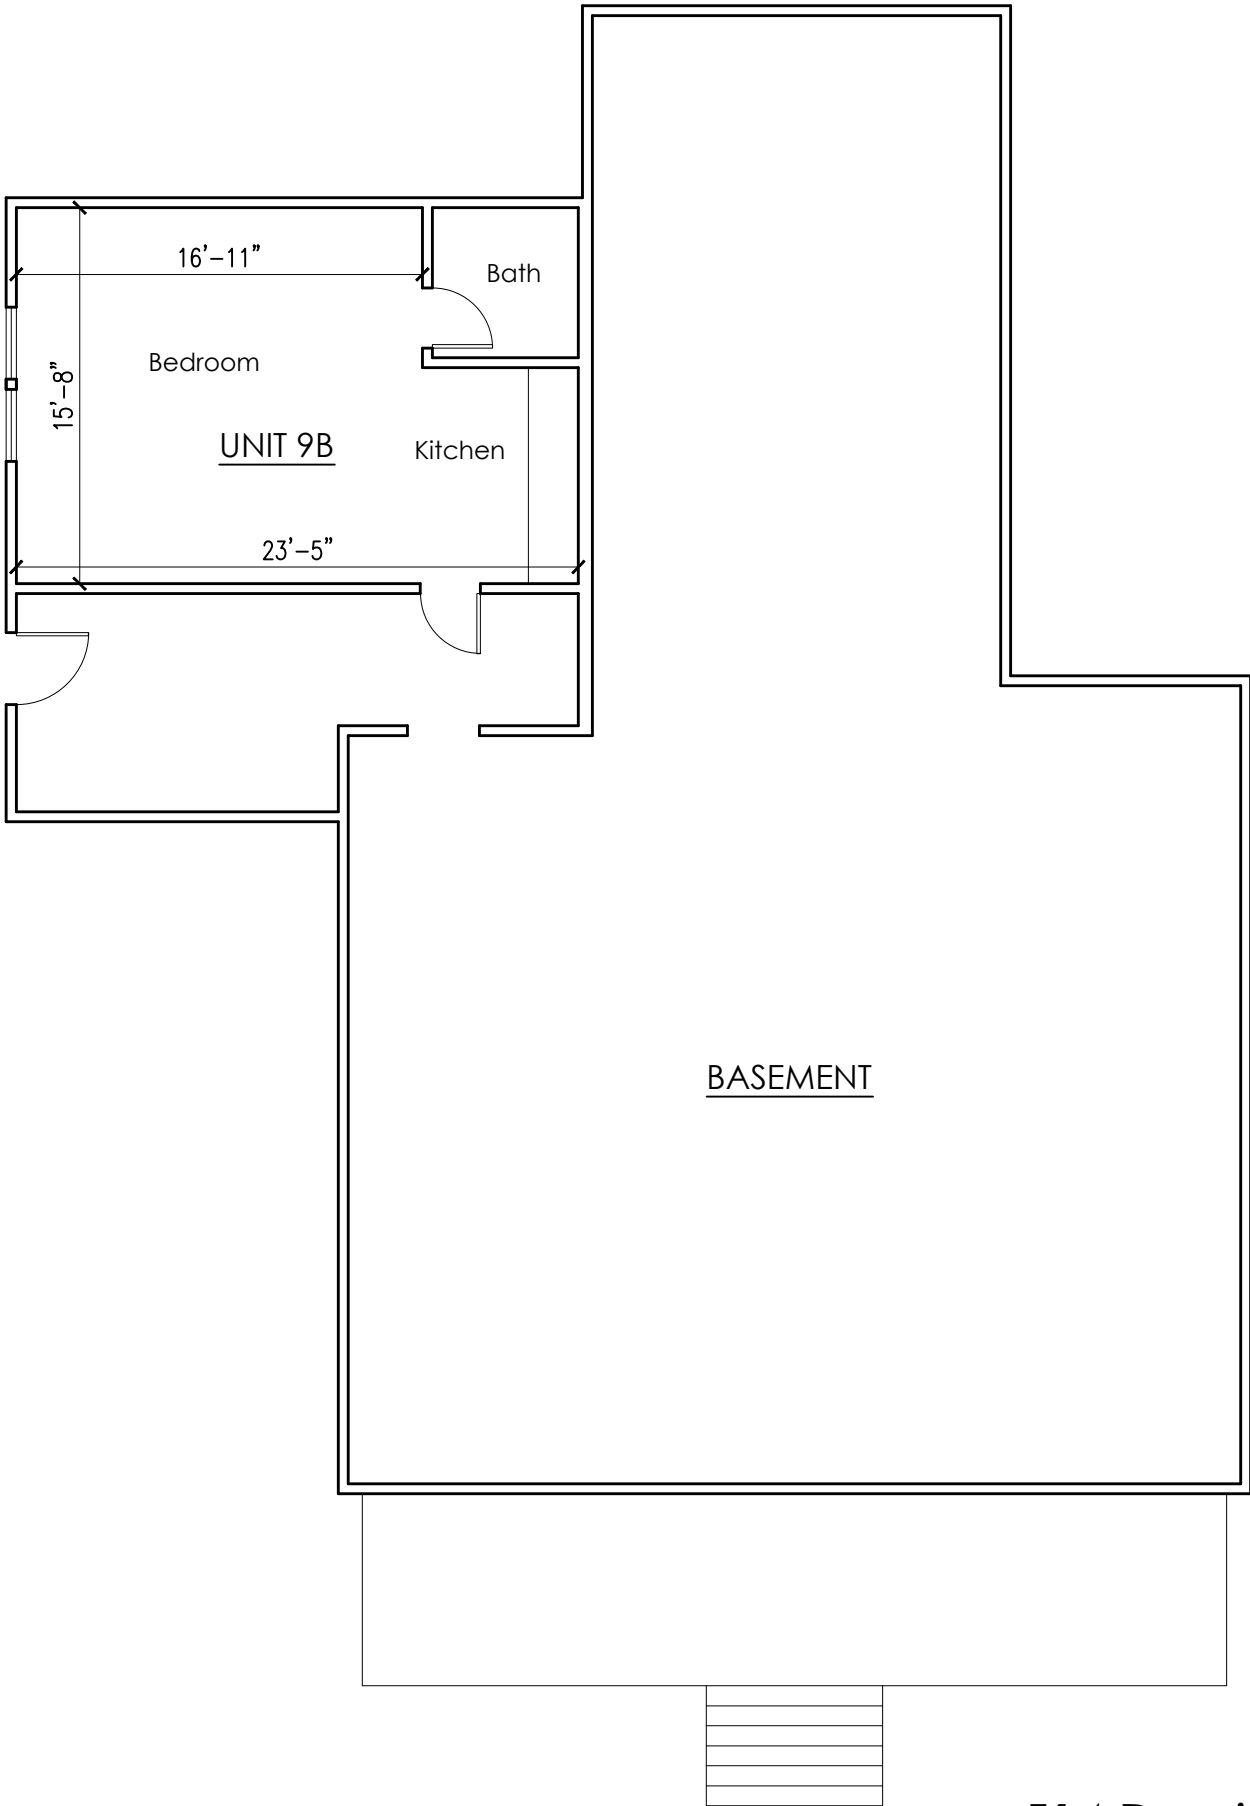 16'-11"
Bath
Bedroom
15'-8"
UNIT 9B
Kitchen
23'-5"
BASEMENT